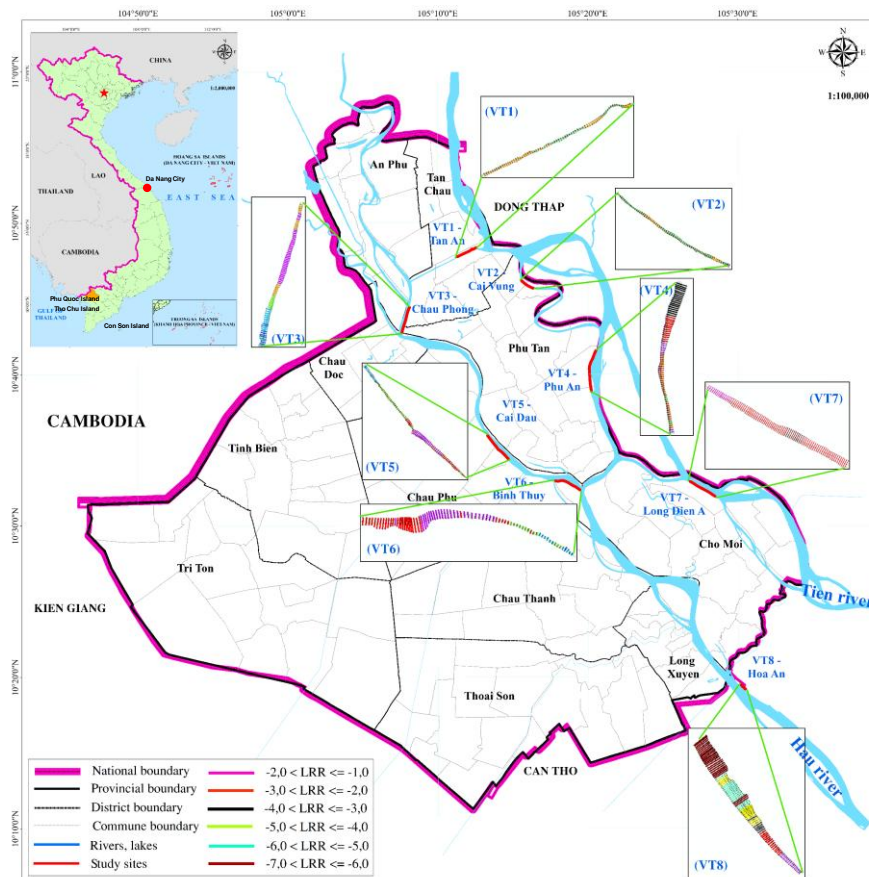 104°50'0"E
105°0'0"E
105°10'0"E
105°20'0"E
105°30'0"E
CHINA
1:2,000,000
LAO
HOANG SA ISLANDS
(DA NANG CITY - VIET NAM)
Da Nang City
THAILAND
EAST SEA
CAMBODIA
Phu Quoc Island
Tho Chu Island
GULF
THAILAND
Con Son Island
N
W
E
S
1:100,000
11°0'0"N
10°50'0"N
10°40'0"N
10°30'0"N
10°20'0"N
10°10'0"N
(VT1)
An Phu
Tan
Chau
DONG THAP
VT1 -
Tan An
(VT2)
VT2 -
Cai Vung
(VT4)
VT3 -
Chau Phong
(VT3)
Phu Tan
Chau
Doc
VT4 -
Phu An
(VT7)
CAMBODIA
VT5 -
Cai Dau
Tinh Bien
(VT5)
VT6 -
Binh Thuy
Chau Phu
VT7 -
Long Dien A
(VT6)
Cho Moi
Tri Ton
Chau Thanh
Tien river
KIEN GIANG
Long
Xuyen
VT8 -
Hoa An
Thoai Son
CAN THO
Hau river
(VT8)
National boundary
Provincial boundary
District boundary
Commune boundary
Rivers, lakes
Study sites
-2,0 < LRR <= -1,0
-3,0 < LRR <= -2,0
-4,0 < LRR <= -3,0
-5,0 < LRR <= -4,0
-6,0 < LRR <= -5,0
-7,0 < LRR <= -6,0